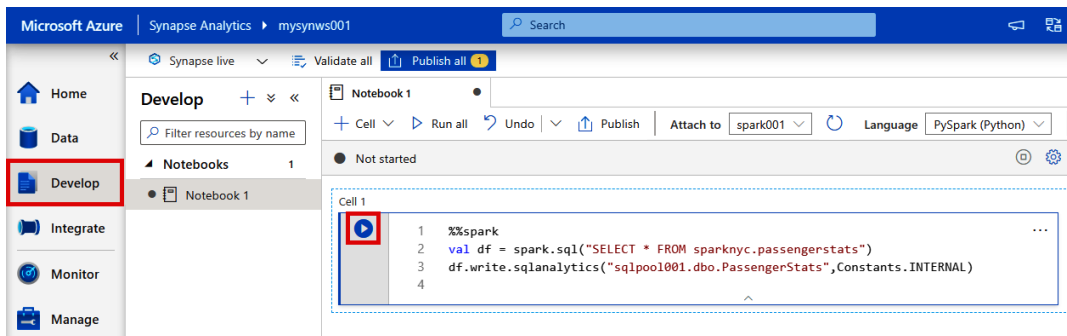 Microsoft Azure Synapse Analytics mysynws001 Search
Synapse live Validate all Publish all 1
Home
Data
Develop
Integrate
Monitor
Manage
Develop
Filter resources by name
Notebooks 1
Notebook 1
Notebook 1
Cell Run all Undo Publish Attach to spark001 Language PySpark (Python)
Not started
Cell 1
1 %%spark
2 val df = spark.sql("SELECT * FROM sparknyc.passengerstats")
3 df.write.sqlanalytics("sqlpool001.dbo.PassengerStats",Constants.INTERNAL)
4